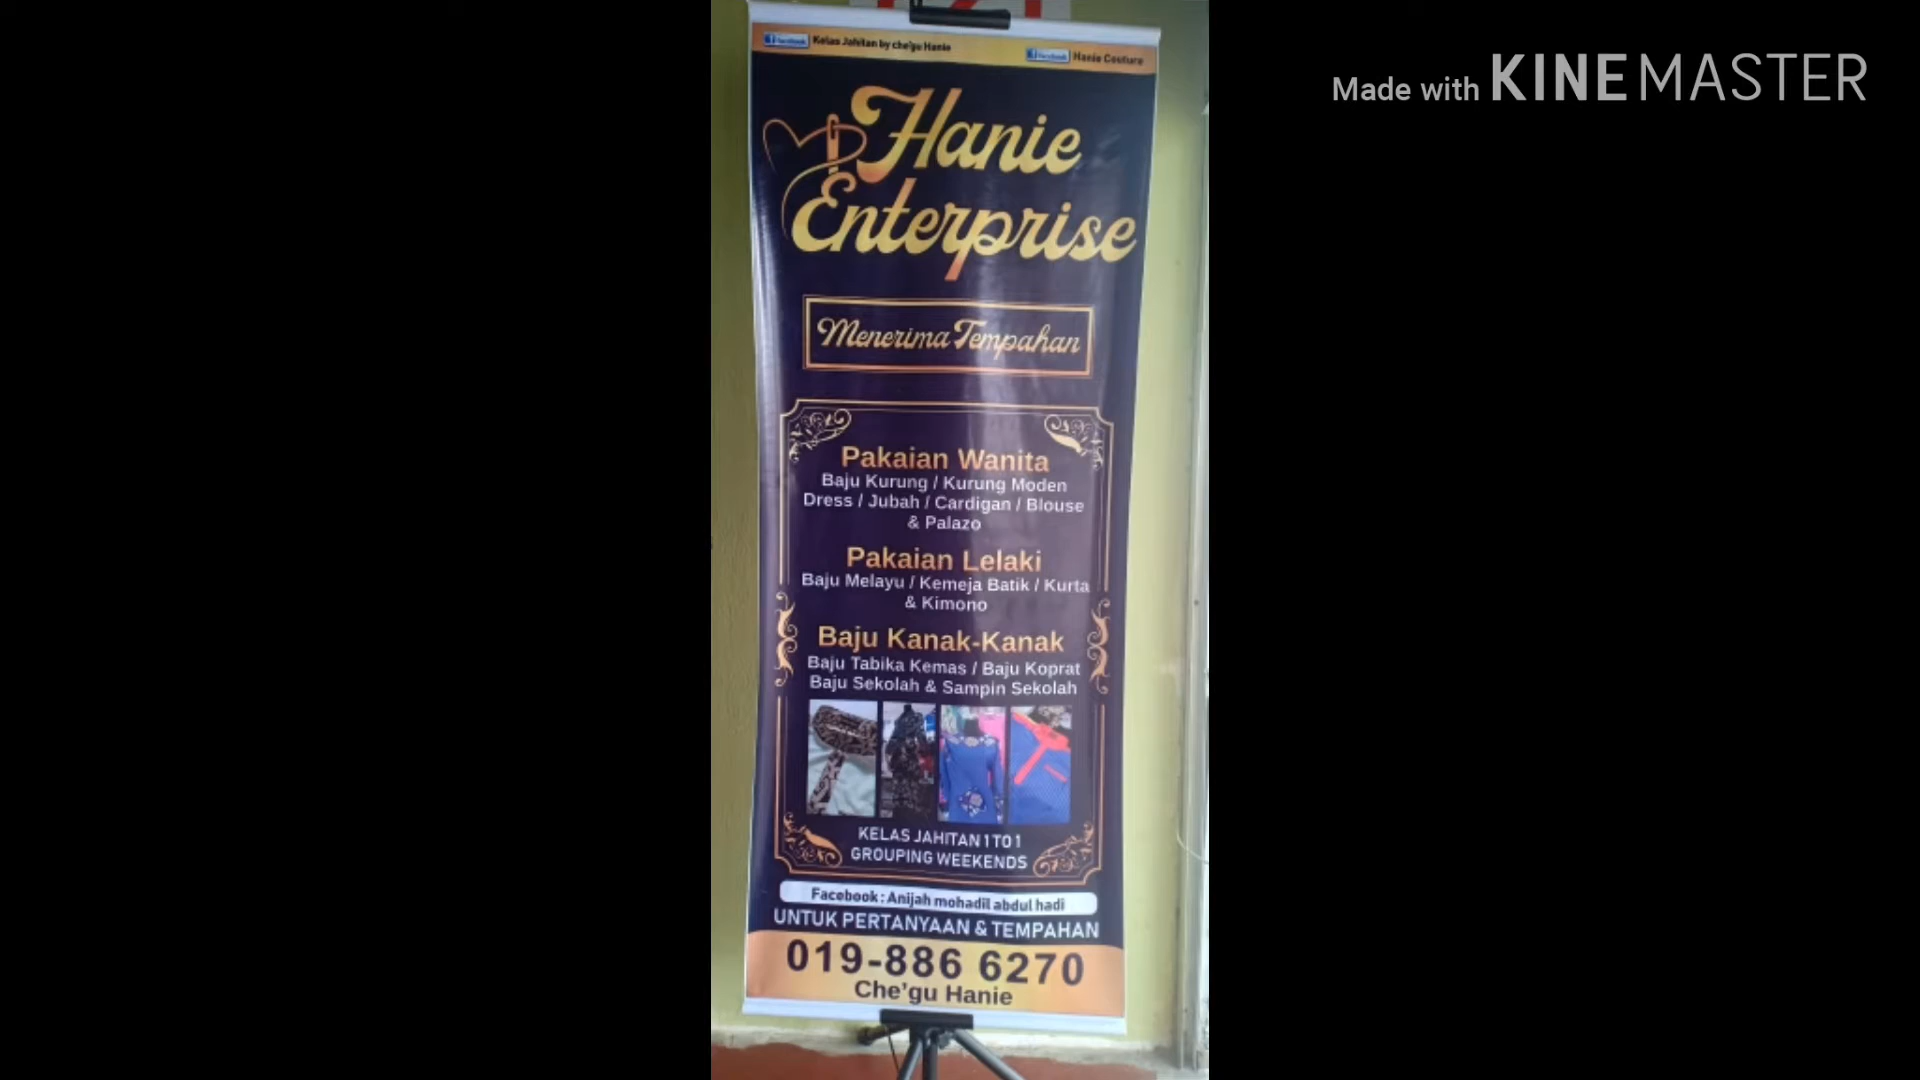 Made with KINEMASTER
Kelas Jahitan by che'gu Hanie
Hanie Couture
Hanie
Enterprise
Menerima Tempahan
Pakaian Wanita
Baju Kurung / Kurung Moden
Dress / Jubah / Cardigan / Blouse
& Palazo
Pakaian Lelaki
Baju Melayu / Kemeja Batik / Kurta
& Kimono
Baju Kanak-Kanak
Baju Tabika Kemas / Baju Koprat
Baju Sekolah & Sampin Sekolah
KELAS JAHITAN 1 TO 1
GROUPING WEEKENDS
Facebook : Anijah mohadil abdul hadi
UNTUK PERTANYAAN & TEMPAHAN
019-886 6270
Che'gu Hanie